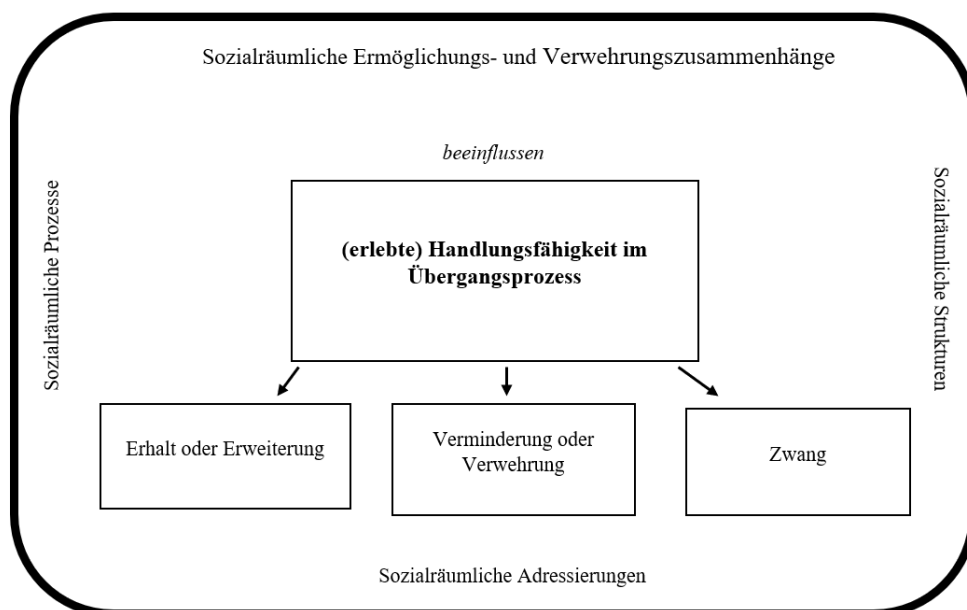 Sozialräumliche Ermöglichungs- und Verwehrungszusammenhänge
beeinflussen
Sozialräumliche Prozesse
(erlebte) Handlungsfähigkeit im
Übergangsprozess
Sozialräumliche Strukturen
Erhalt oder Erweiterung
Verminderung oder
Verwehrung
Zwang
Sozialräumliche Adressierungen